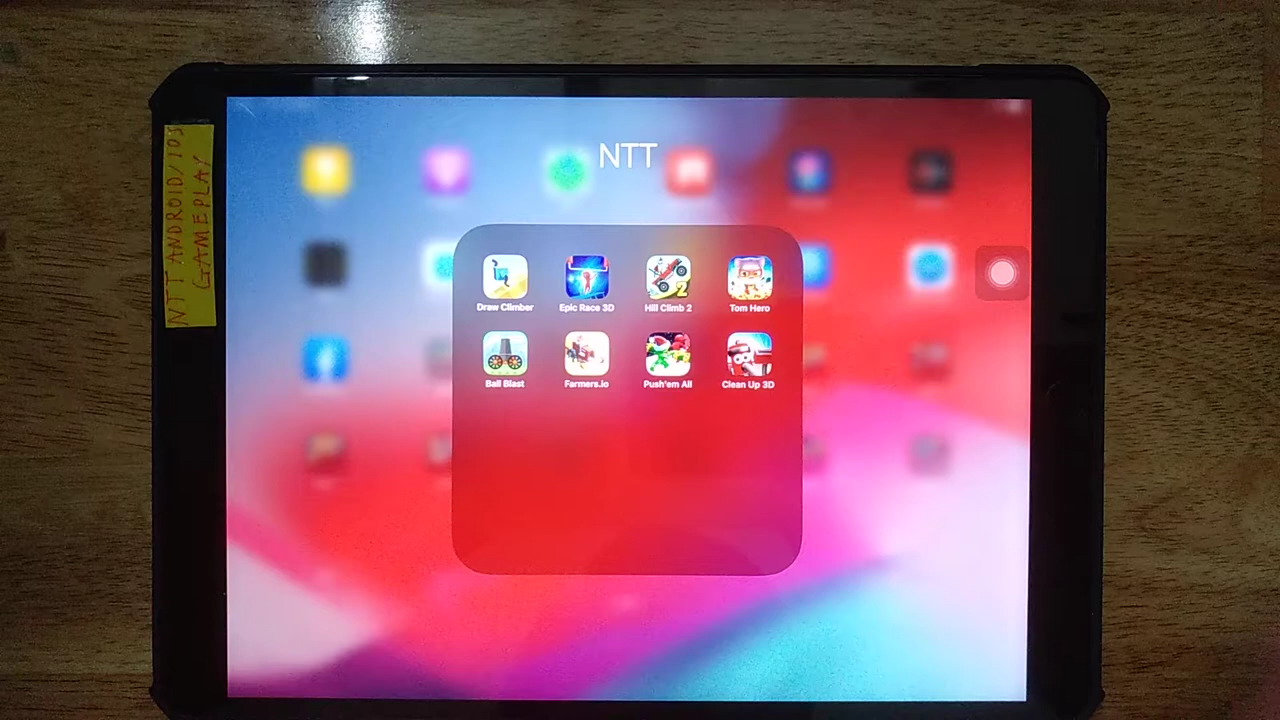 NTT ANDROID/IOS
GAMEPLAY
NTT
Draw Climber
Epic Race 3D
Hill Climb 2
Tom Hero
Ball Blast
Farmers.io
Push'em All
Clean Up 3D